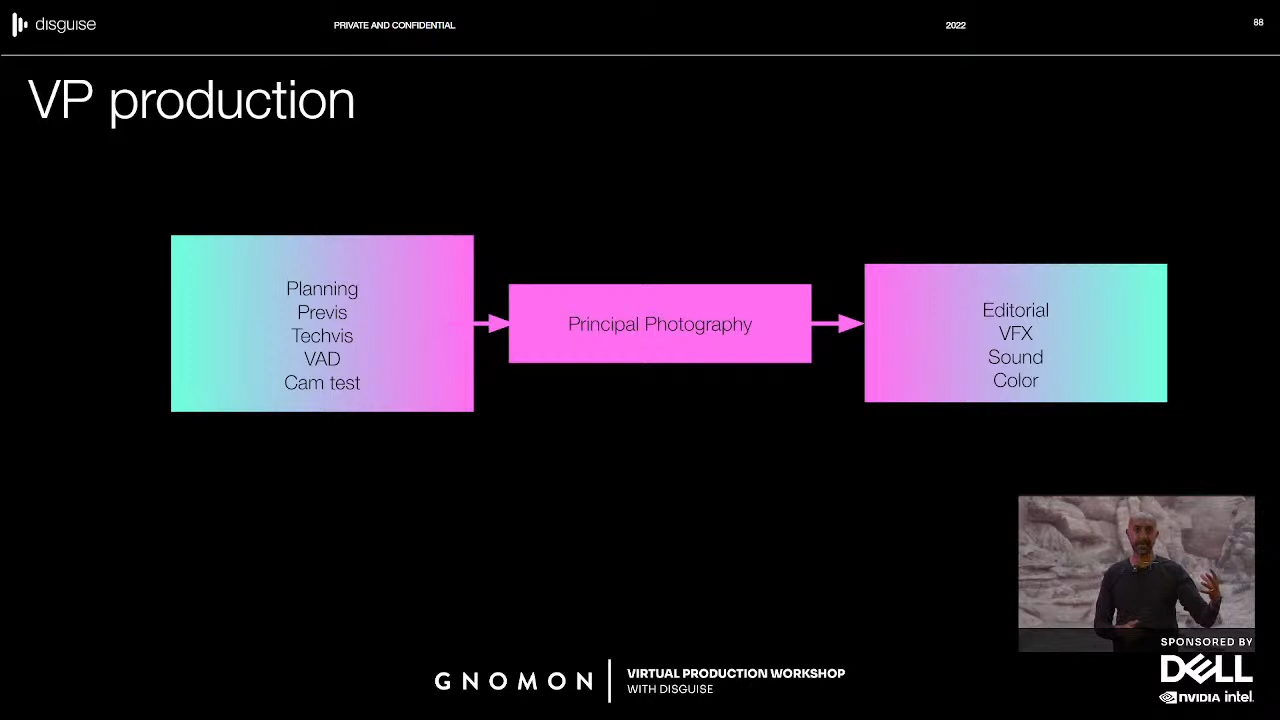 disguise
PRIVATE AND CONFIDENTIAL
2022
88
VP production
Planning
Previs
Techvis
VAD
Cam test
Principal Photography
Editorial
VFX
Sound
Color
SPONSORED BY
DELL
NVIDIA intel.
GNOMON
VIRTUAL PRODUCTION WORKSHOP
WITH DISGUISE